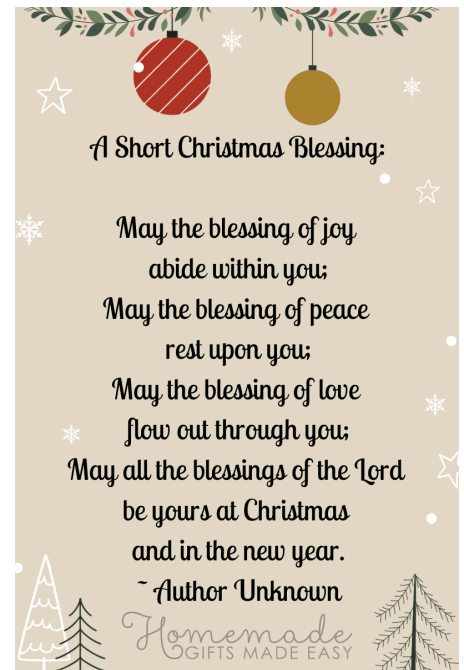 A Short Christmas Blessing:
May the blessing of joy
abide within you;
May the blessing of peace
rest upon you;
May the blessing of love
flow out through you;
May all the blessings of the Lord
be yours at Christmas
and in the new year.
~ Author Unknown
Homemade
GIFTS MADE EASY